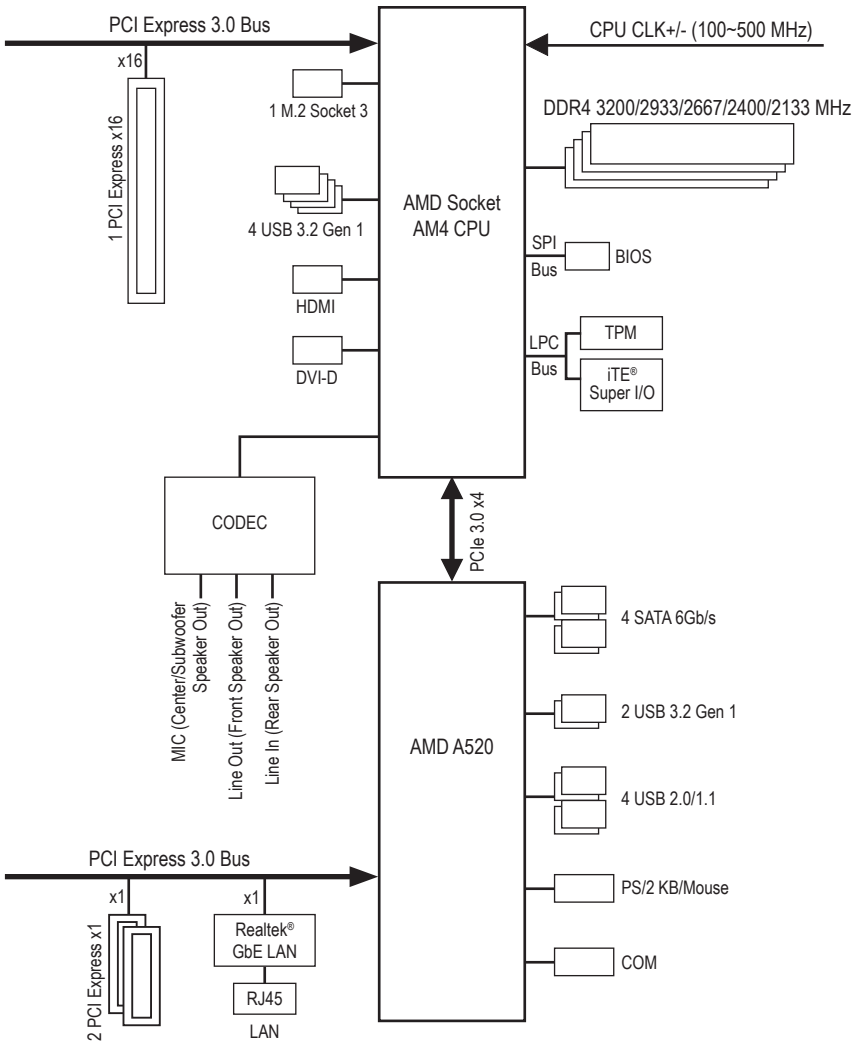 PCI Express 3.0 Bus
CPU CLK+/- (100~500 MHz)
x16
1 PCI Express x16
1 M.2 Socket 3
DDR4 3200/2933/2667/2400/2133 MHz
4 USB 3.2 Gen 1
AMD Socket
AM4 CPU
SPI
Bus
BIOS
HDMI
DVI-D
LPC
Bus
TPM
iTE®
Super I/O
CODEC
PCIe 3.0 x4
MIC (Center/Subwoofer
Speaker Out)
Line Out (Front Speaker Out)
Line In (Rear Speaker Out)
4 SATA 6Gb/s
2 USB 3.2 Gen 1
AMD A520
4 USB 2.0/1.1
PCI Express 3.0 Bus
x1
x1
2 PCI Express x1
Realtek®
GbE LAN
RJ45
LAN
PS/2 KB/Mouse
COM